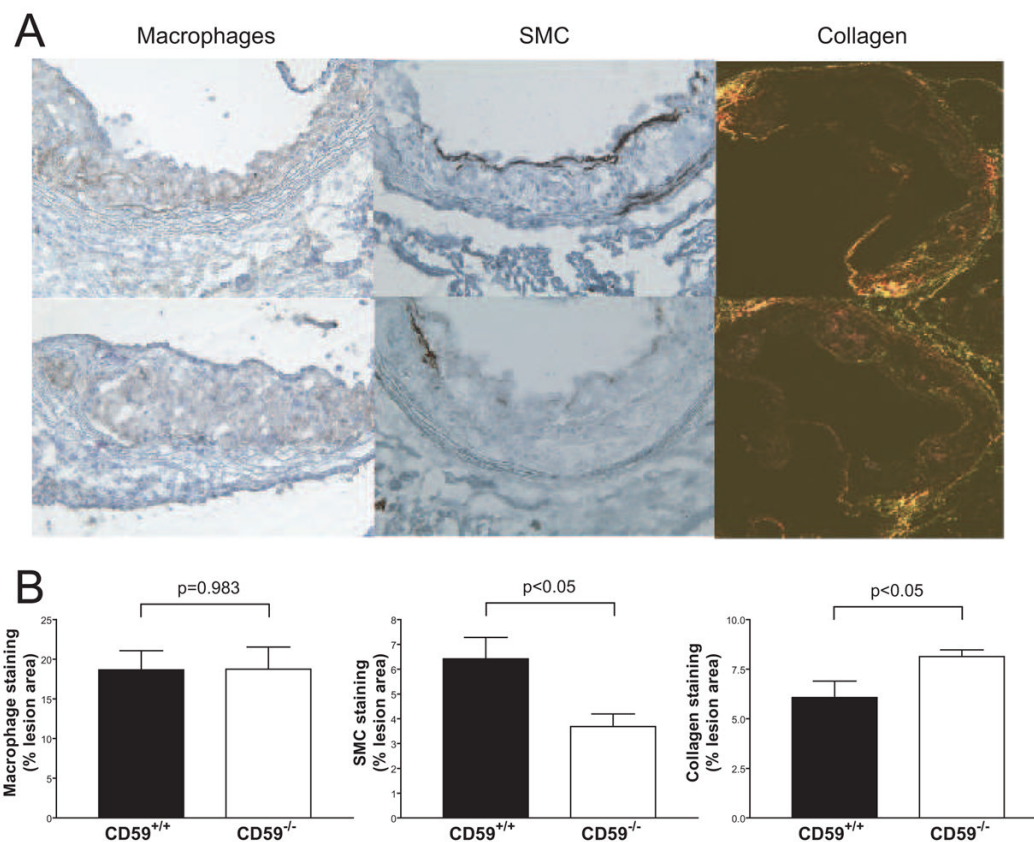 A
Macrophages
SMC
Collagen
B
p=0.983
Macrophage staining
(% lesion area)
25
20
15
10
5
0
CD59+/+
CD59-/-
p<0.05
SMC staining
(% lesion area)
8
7
6
5
4
3
2
1
0
CD59+/+
CD59-/-
p<0.05
Collagen staining
(% lesion area)
10.0
7.5
5.0
2.5
0
CD59+/+
CD59-/-